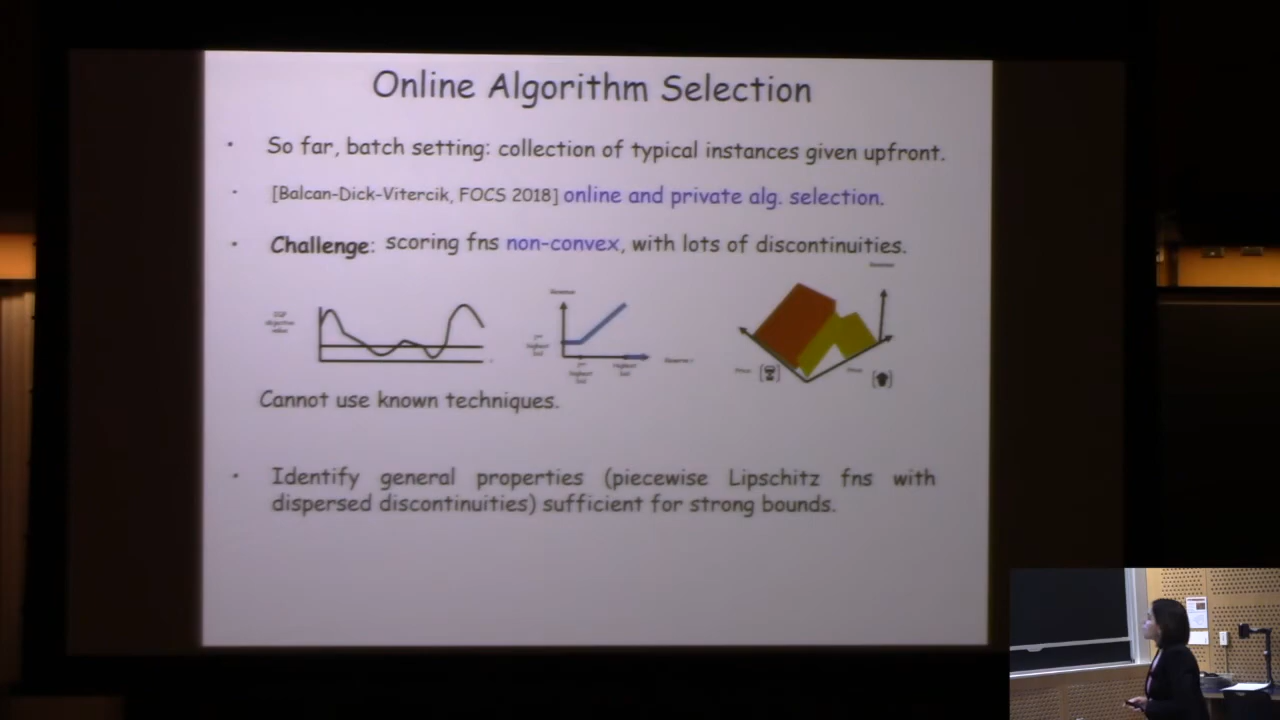 Online Algorithm Selection
• So far, batch setting: collection of typical instances given upfront.
• [Balcan-Dick-Vitercik, FOCS 2018] online and private alg. selection.
• Challenge: scoring fns non-convex, with lots of discontinuities.
Revenue
Revenue
Cannot use known techniques.
• Identify general properties (piecewise Lipschitz fns with
dispersed discontinuities) sufficient for strong bounds.